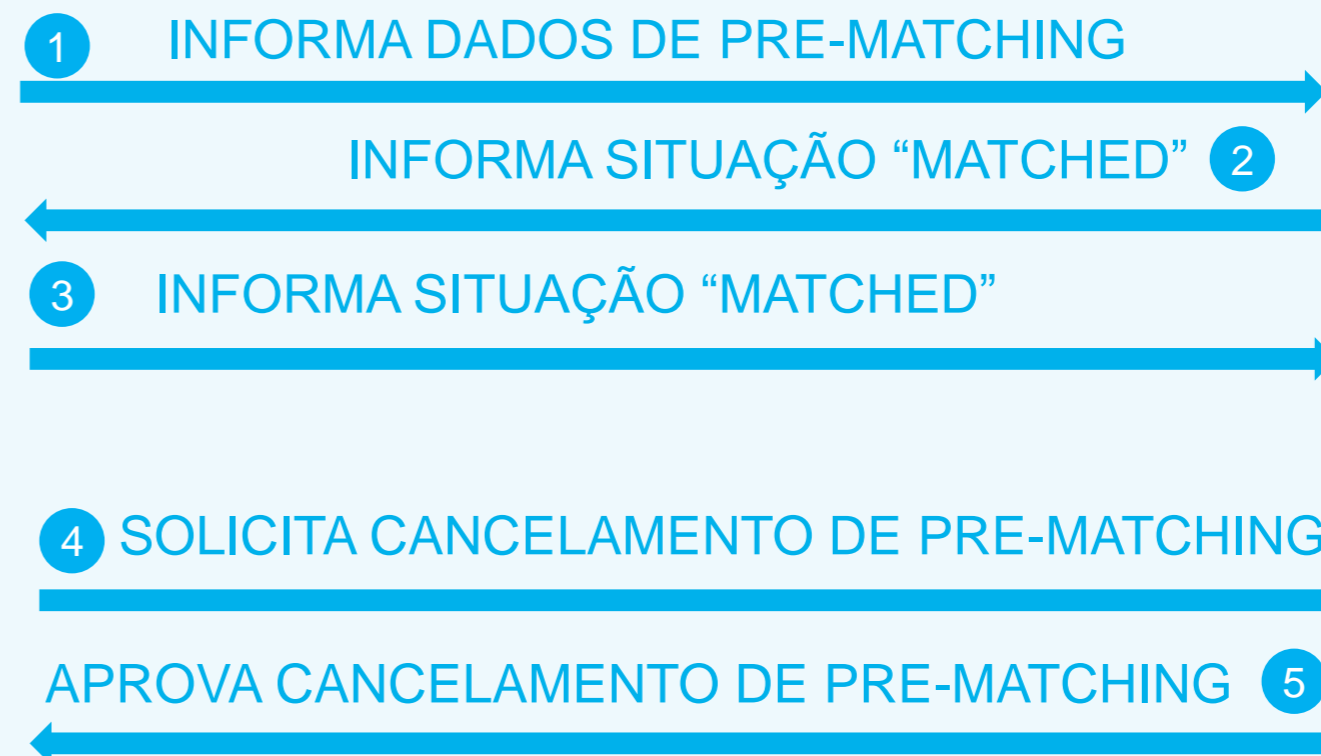 1 INFORMA DADOS DE PRE-MATCHING
INFORMA SITUAÇÃO “MATCHED” 2
3 INFORMA SITUAÇÃO “MATCHED”
4 SOLICITA CANCELAMENTO DE PRE-MATCHING
APROVA CANCELAMENTO DE PRE-MATCHING 5